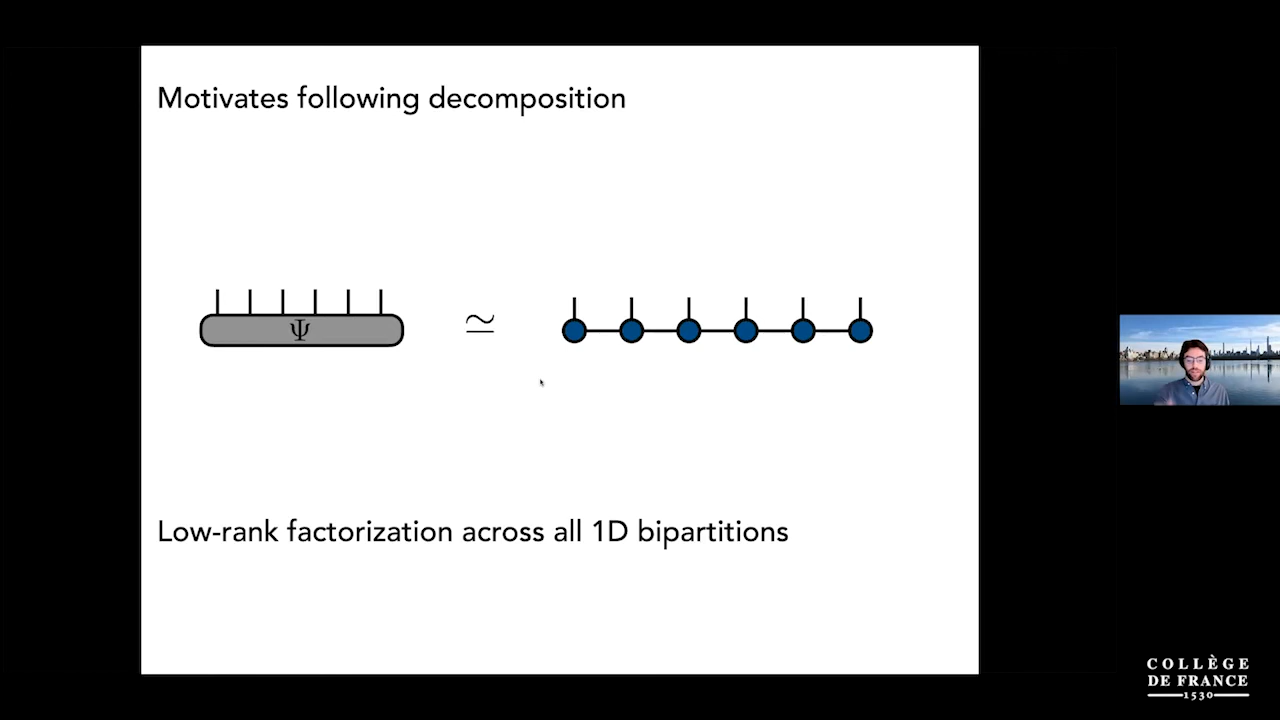 Motivates following decomposition
Ψ ≃
Low-rank factorization across all 1D bipartitions
COLLÈGE
DE FRANCE
1530